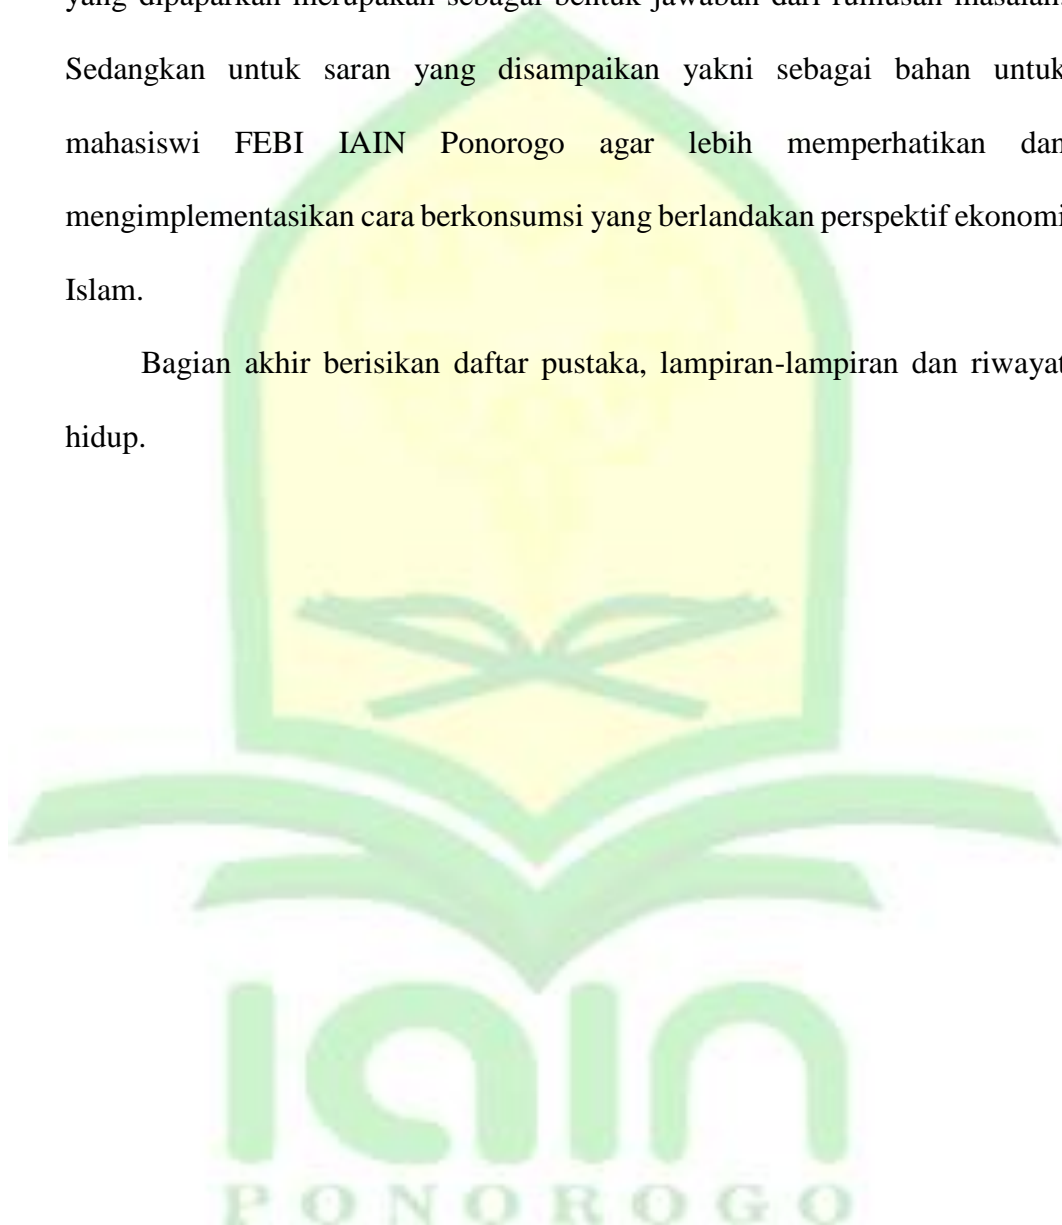 yang dipaparkan merupakan sebagai bentuk jawaban dari rumusan masalah.
Sedangkan untuk saran yang disampaikan yakni sebagai bahan untuk
mahasiswi FEBI IAIN Ponorogo agar lebih memperhatikan dan
mengimplementasikan cara berkonsumsi yang berlandakan perspektif ekonomi
Islam.
Bagian akhir berisikan daftar pustaka, lampiran-lampiran dan riwayat
hidup.
iain
PONOROGO